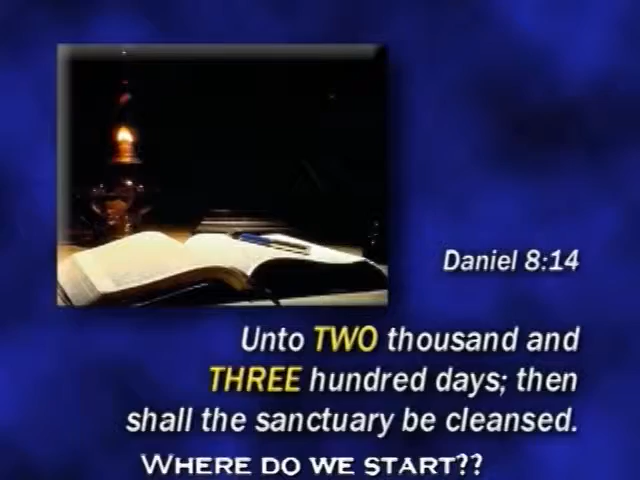 Daniel 8:14
Unto TWO thousand and
THREE hundred days; then
shall the sanctuary be cleansed.
WHERE DO WE START??